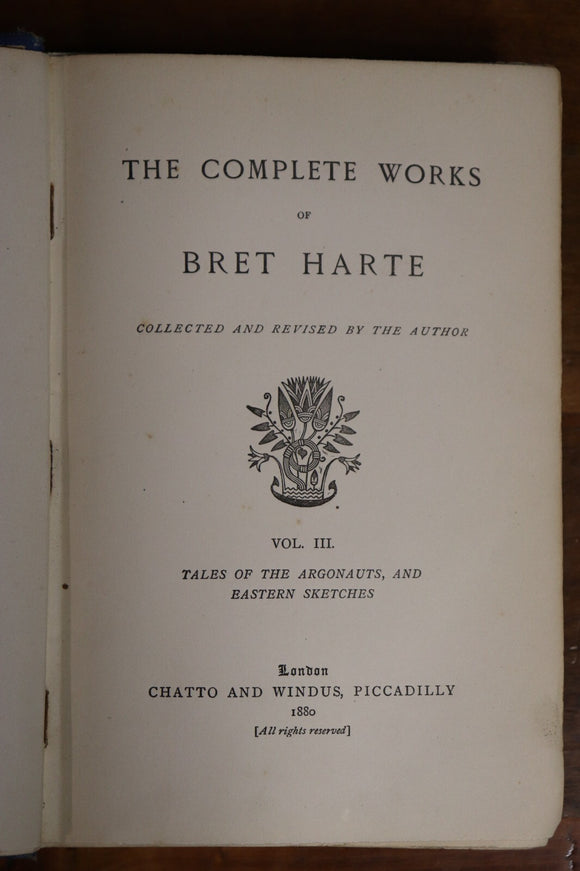 THE COMPLETE WORKS
OF
BRET HARTE
COLLECTED AND REVISED BY THE AUTHOR
VOL. III.
TALES OF THE ARGONAUTS, AND
EASTERN SKETCHES
London
CHATTO AND WINDUS, PICCADILLY
1880
[All rights reserved]